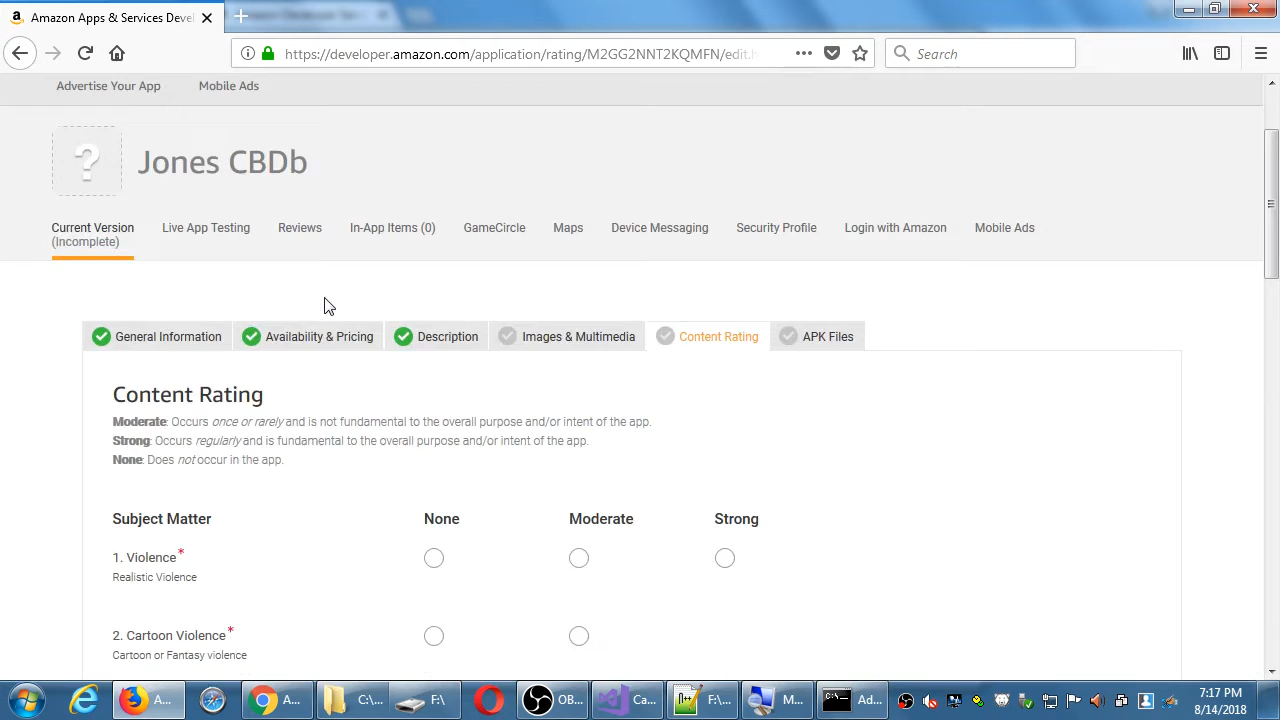 Amazon Apps & Services Devel
https://developer.amazon.com/application/rating/M2GG2NNT2KQMFN/edit.h
Search
Advertise Your App
Mobile Ads
?
Jones CBDb
Current Version
(Incomplete)
Live App Testing
Reviews
In-App Items (0)
GameCircle
Maps
Device Messaging
Security Profile
Login with Amazon
Mobile Ads
General Information
Availability & Pricing
Description
Images & Multimedia
Content Rating
APK Files
Content Rating
Moderate: Occurs once or rarely and is not fundamental to the overall purpose and/or intent of the app.
Strong: Occurs regularly and is fundamental to the overall purpose and/or intent of the app.
None: Does not occur in the app.
Subject Matter
None
Moderate
Strong
1. Violence*
Realistic Violence
2. Cartoon Violence*
Cartoon or Fantasy violence
A...
A...
C:\...
F:\
OB...
Ca...
F:\...
M...
Ad...
7:17 PM
8/14/2018